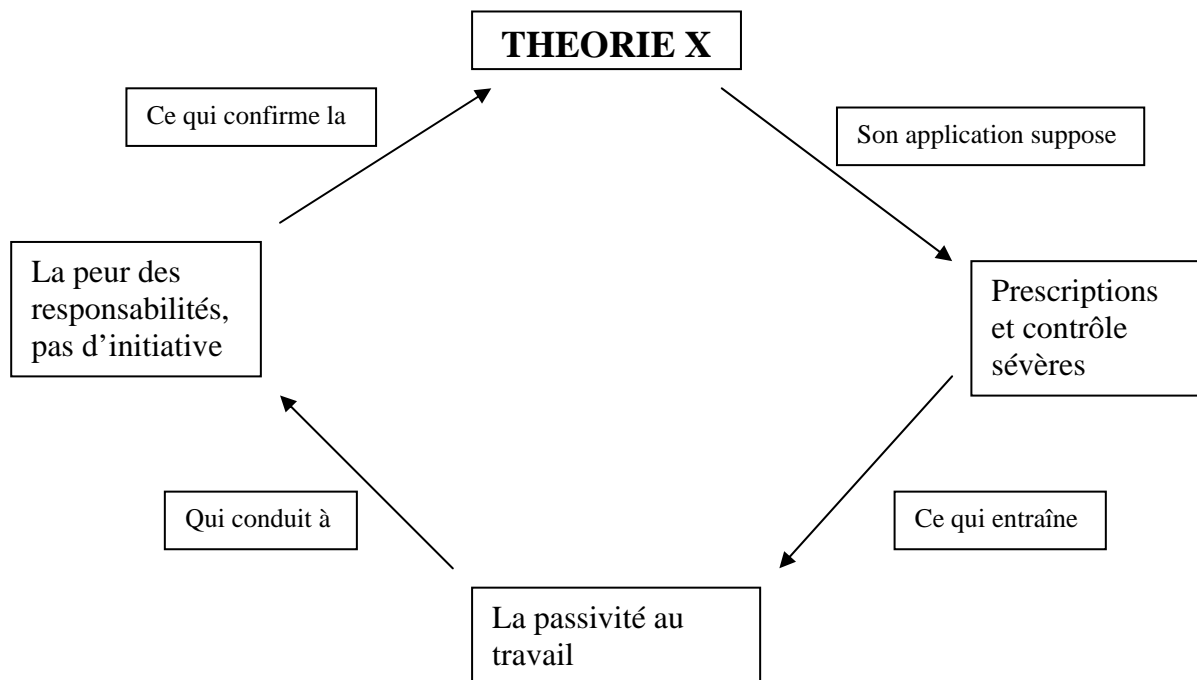 THEORIE X
Ce qui confirme la
Son application suppose
La peur des
responsabilités,
pas d'initiative
Prescriptions
et contrôle
sévères
Qui conduit à
Ce qui entraîne
La passivité au
travail